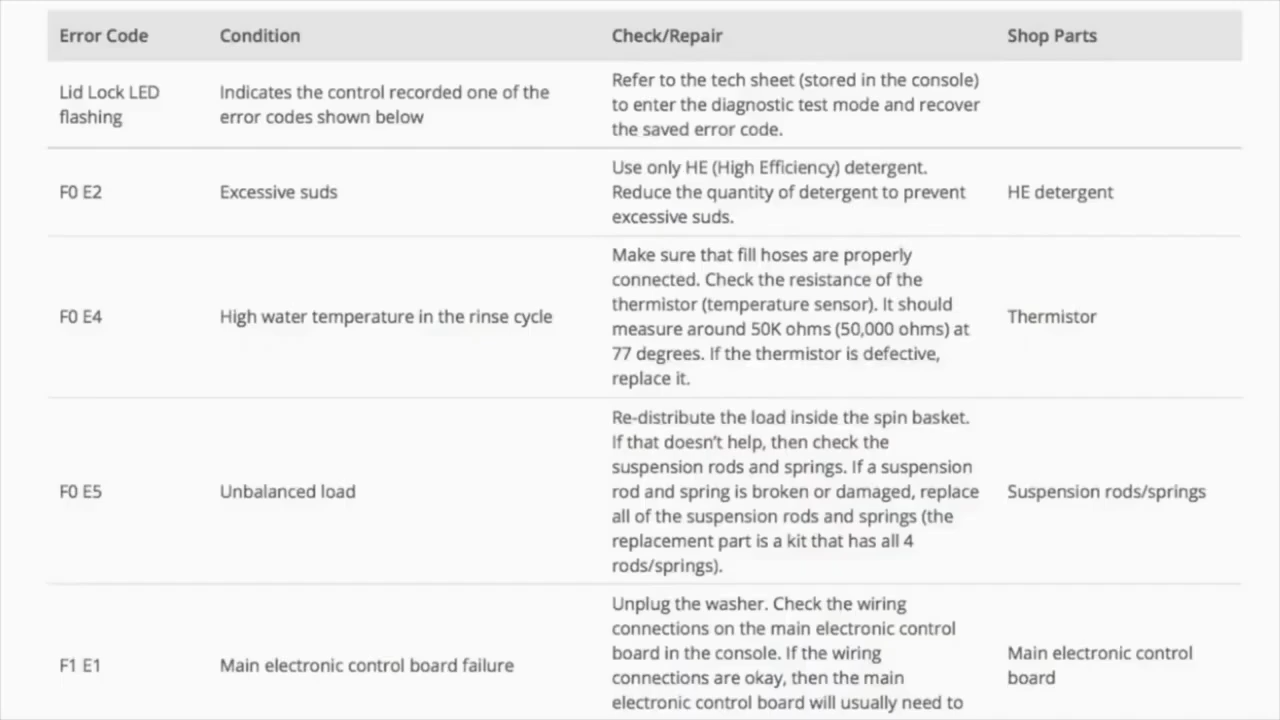 Error Code Condition Check/Repair Shop Parts
Lid Lock LED
flashing
Indicates the control recorded one of the
error codes shown below
Refer to the tech sheet (stored in the console)
to enter the diagnostic test mode and recover
the saved error code.
F0 E2
Excessive suds
Use only HE (High Efficiency) detergent.
Reduce the quantity of detergent to prevent
excessive suds.
HE detergent
F0 E4
High water temperature in the rinse cycle
Make sure that fill hoses are properly
connected. Check the resistance of the
thermistor (temperature sensor). It should
measure around 50K ohms (50,000 ohms) at
77 degrees. If the thermistor is defective,
replace it.
Thermistor
F0 E5
Unbalanced load
Re-distribute the load inside the spin basket.
If that doesn't help, then check the
suspension rods and springs. If a suspension
rod and spring is broken or damaged, replace
all of the suspension rods and springs (the
replacement part is a kit that has all 4
rods/springs).
Suspension rods/springs
F1 E1
Main electronic control board failure
Unplug the washer. Check the wiring
connections on the main electronic control
board in the console. If the wiring
connections are okay, then the main
electronic control board will usually need to
Main electronic control
board